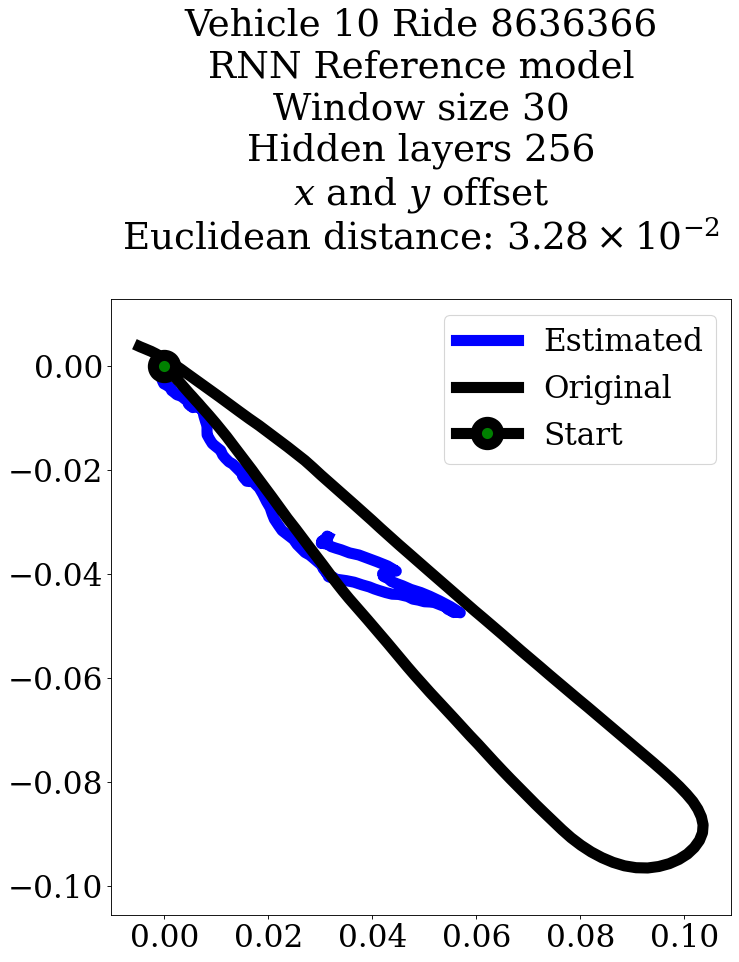 Vehicle 10 Ride 8636366
RNN Reference model
Window size 30
Hidden layers 256
x and y offset
Euclidean distance: 3.28 × 10⁻²
Estimated
Original
Start
0.00
−0.02
−0.04
−0.06
−0.08
−0.10
0.00 0.02 0.04 0.06 0.08 0.10